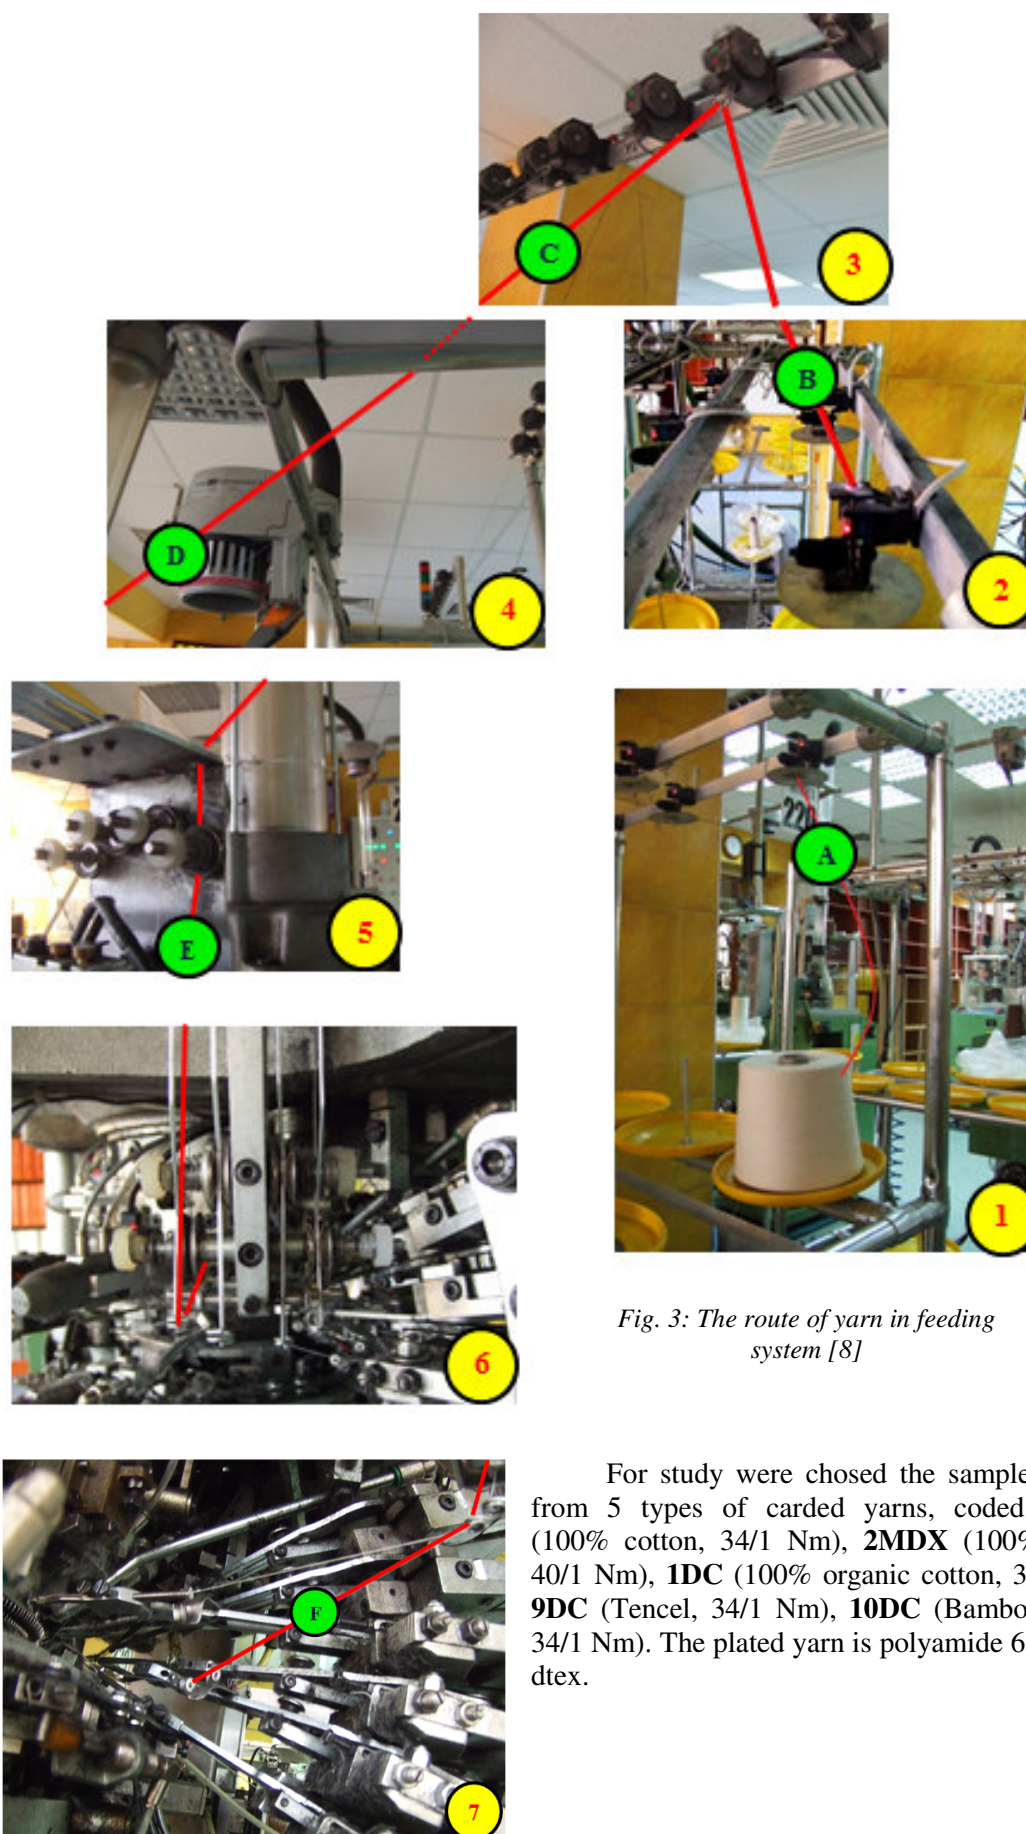 C
3
B
D
4
2
A
E
5
1
6
Fig. 3: The route of yarn in feeding
system [8]
For study were chosed the sample
from 5 types of carded yarns, coded
(100% cotton, 34/1 Nm), 2MDX (100%
40/1 Nm), 1DC (100% organic cotton, 3
9DC (Tencel, 34/1 Nm), 10DC (Bambo
34/1 Nm). The plated yarn is polyamide 6
dtex.
F
7